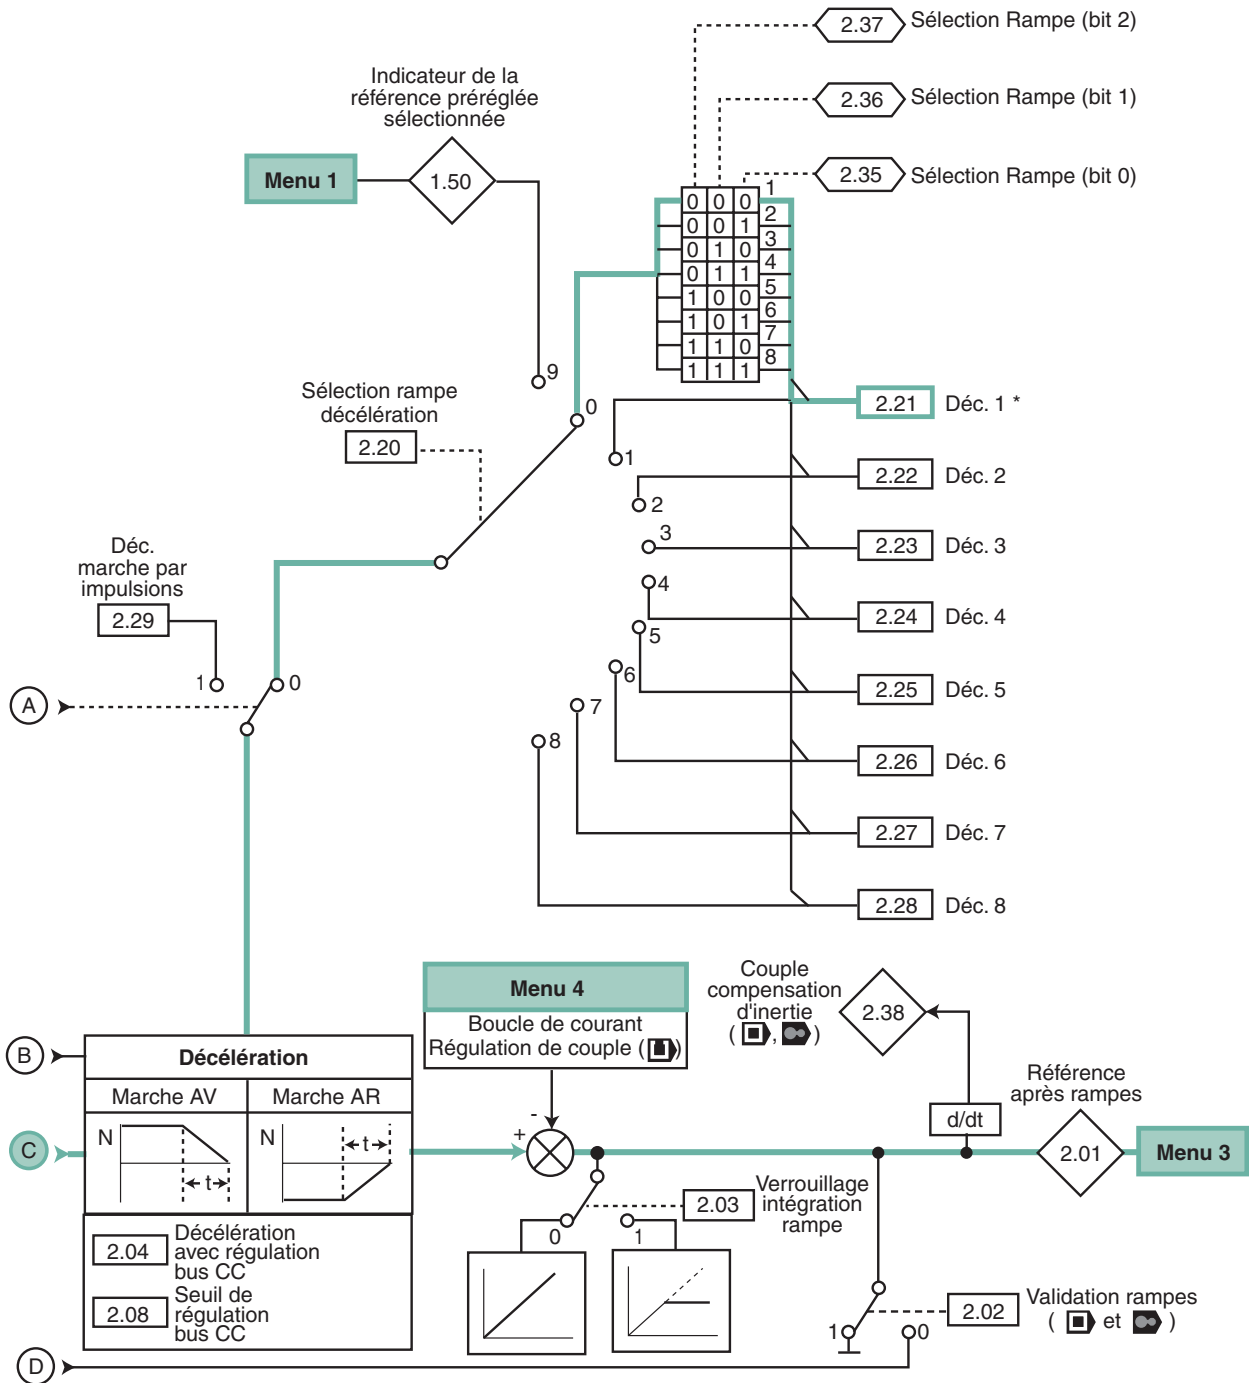 2.37 Sélection Rampe (bit 2)
Indicateur de la
référence préréglée
sélectionnée
2.36 Sélection Rampe (bit 1)
Menu 1
1.50
2.35 Sélection Rampe (bit 0)
0 0 0 1
0 0 1 2
0 1 0 3
0 1 1 4
1 0 0 5
1 0 1 6
1 1 0 7
1 1 1 8
9
0
Sélection rampe
décélération
2.20
2.21 Déc. 1 *
1
2.22 Déc. 2
2
3
2.23 Déc. 3
4
2.24 Déc. 4
5
2.25 Déc. 5
6
2.26 Déc. 6
7
2.27 Déc. 7
8
2.28 Déc. 8
Déc.
marche par
impulsions
2.29
1 0
A
Menu 4
Boucle de courant
Régulation de couple ( )
Couple
compensation
d'inertie
( , )
2.38
B
Décélération
Marche AV Marche AR
N t
N t
C
- +
d/dt
Référence
après rampes
2.01
Menu 3
2.03
Verrouillage
intégration
rampe
0 1
2.04
Décélération
avec régulation
bus CC
2.08
Seuil de
régulation
bus CC
2.02
Validation rampes
( et )
1 0
D